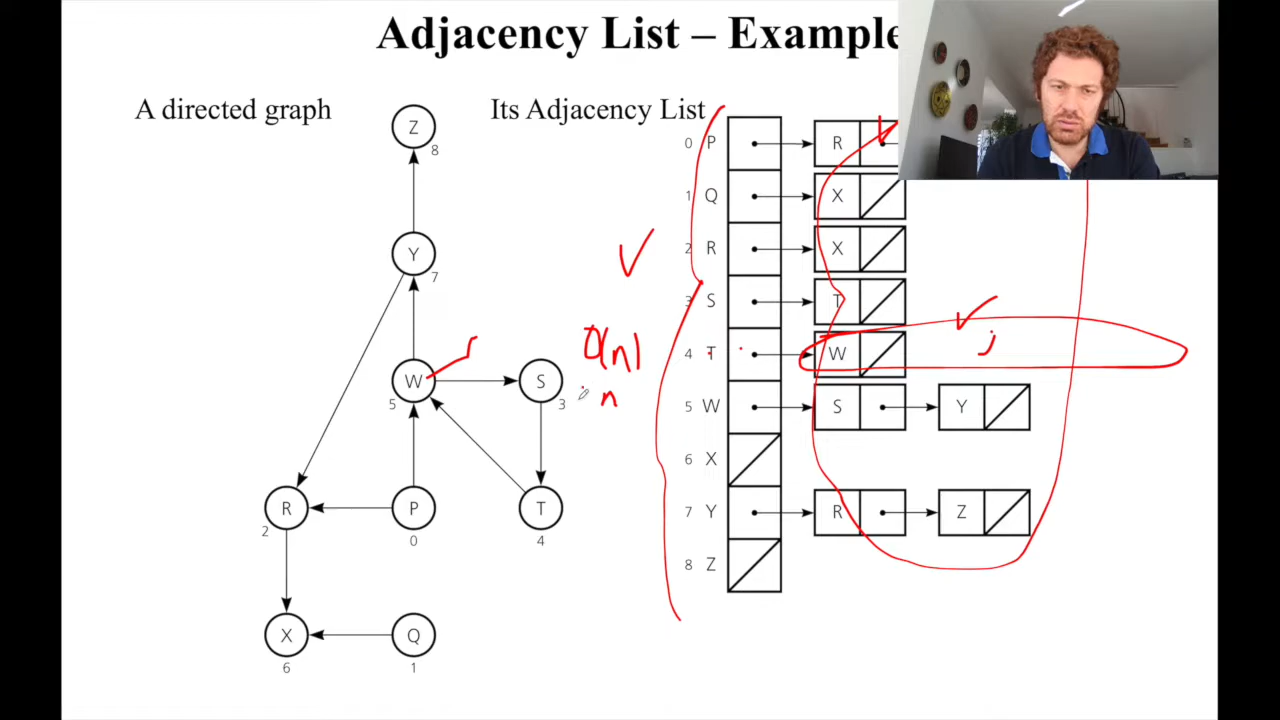 Adjacency List – Example
A directed graph
Its Adjacency List
Z
8
Y
7
W
5
S
3
R
2
P
0
T
4
X
6
Q
1
0 P R
1 Q X
2 R X
3 S T
4 T W
5 W S Y
6 X
7 Y R Z
8 Z
O(n)
n
j